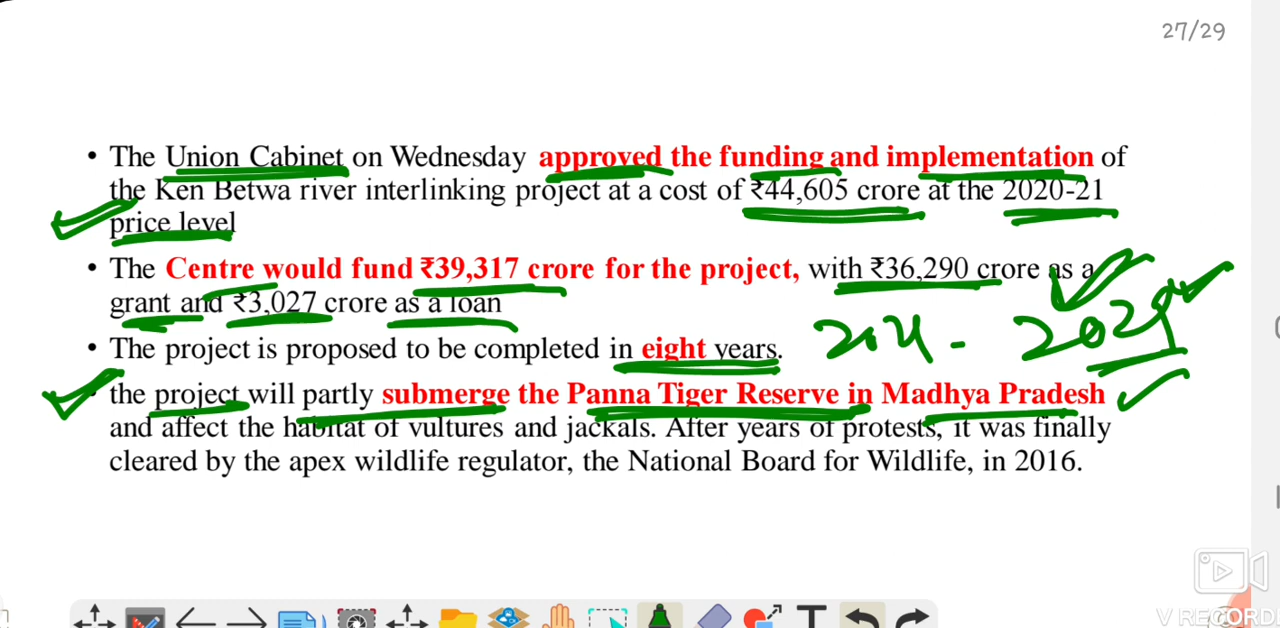 27/29
• The Union Cabinet on Wednesday approved the funding and implementation of
the Ken Betwa river interlinking project at a cost of ₹44,605 crore at the 2020-21
price level
• The Centre would fund ₹39,317 crore for the project, with ₹36,290 crore as a
grant and ₹3,027 crore as a loan
• The project is proposed to be completed in eight years.
• the project will partly submerge the Panna Tiger Reserve in Madhya Pradesh
and affect the habitat of vultures and jackals. After years of protests, it was finally
cleared by the apex wildlife regulator, the National Board for Wildlife, in 2016.
T
V RECORD